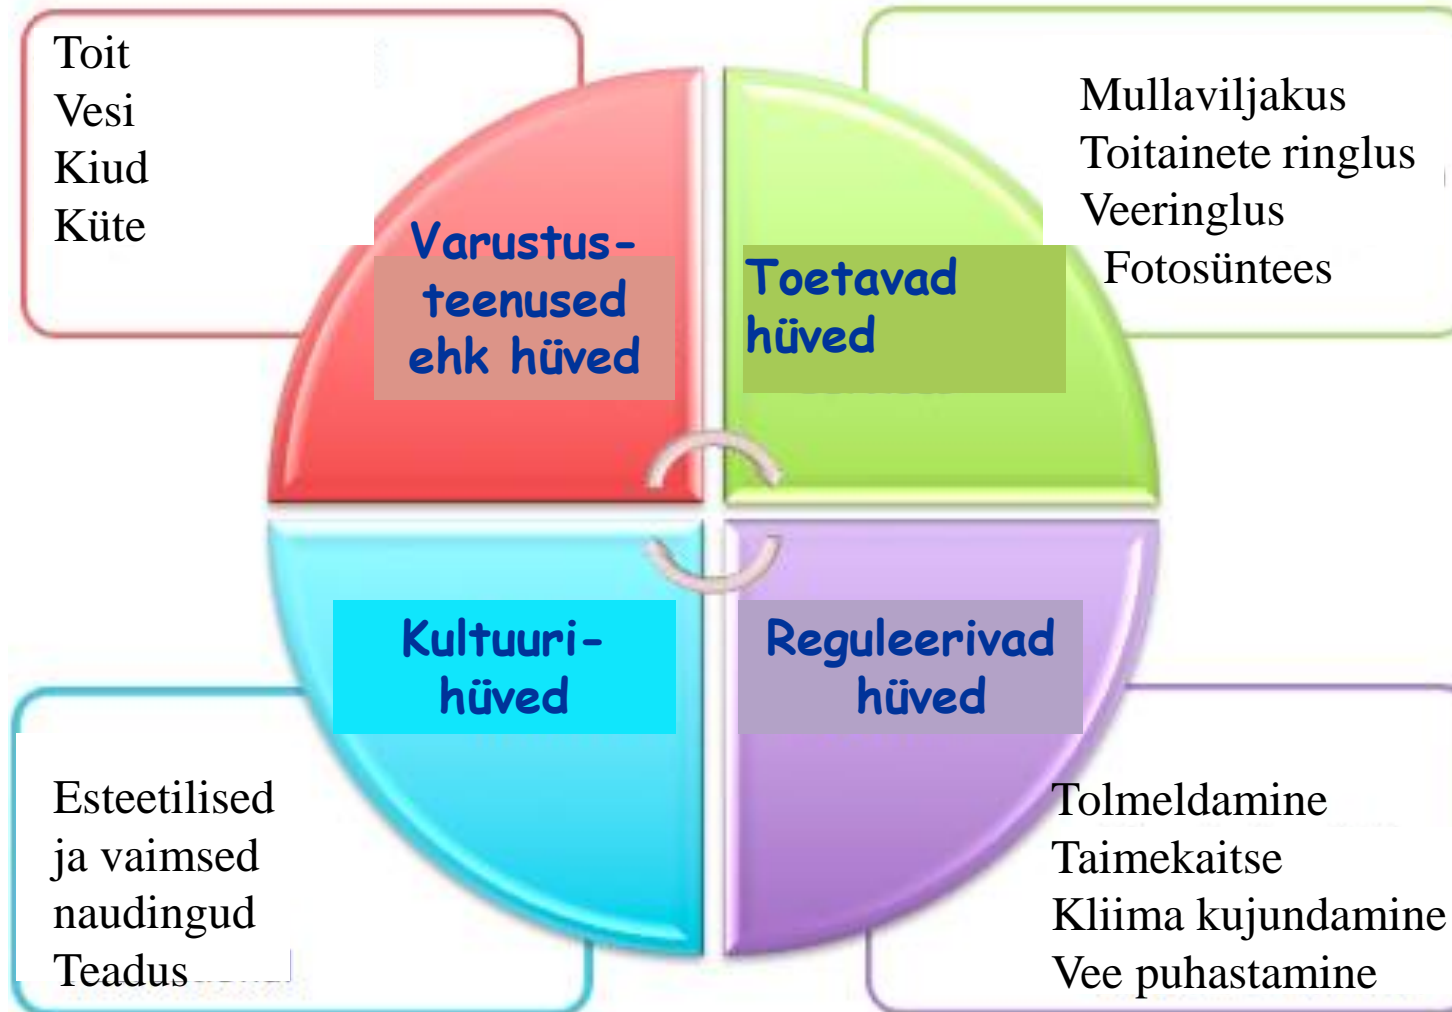 Toit
Vesi
Kiud
Küte
Varustus-
teenused
ehk hüved
Mullaviljakus
Toitainete ringlus
Veeringlus
Fotosüntees
Toetavad
hüved
Kultuuri-
hüved
Esteetilised
ja vaimsed
naudingud
Teadus
Reguleerivad
hüved
Tolmeldamine
Taimekaitse
Kliima kujundamine
Vee puhastamine